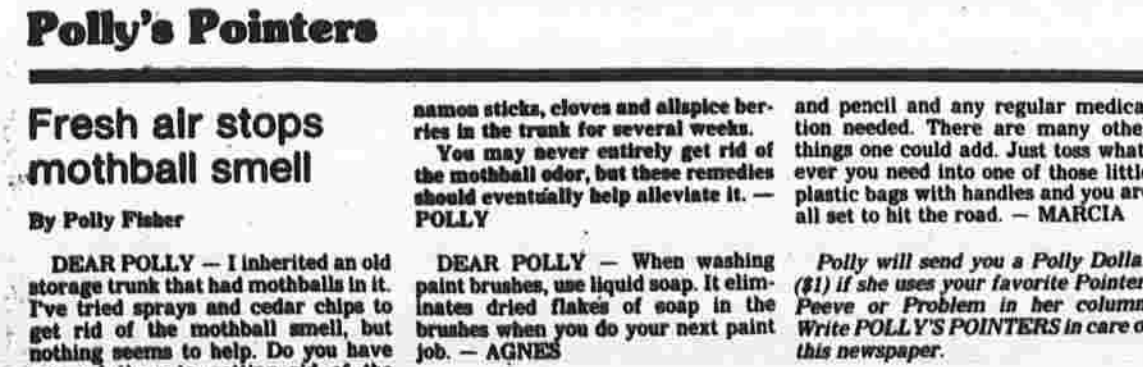 Polly's Pointers
Fresh air stops
mothball smell
By Polly Fisher
DEAR POLLY — I inherited an old
storage trunk that had mothballs in it.
I've tried sprays and cedar chips to
get rid of the mothball smell, but
nothing seems to help. Do you have
namon sticks, cloves and allspice ber-
ries in the trunk for several weeks.
You may never entirely get rid of
the mothball odor, but these remedies
should eventually help alleviate it. —
POLLY
DEAR POLLY — When washing
paint brushes, use liquid soap. It elim-
inates dried flakes of soap in the
brushes when you do your next paint
job. — AGNES
and pencil and any regular medica
tion needed. There are many othe
things one could add. Just toss what
ever you need into one of those little
plastic bags with handles and you are
all set to hit the road. — MARCIA
Polly will send you a Polly Dolla
($1) if she uses your favorite Pointer
Peeve or Problem in her column
Write POLLY'S POINTERS in care o
this newspaper.